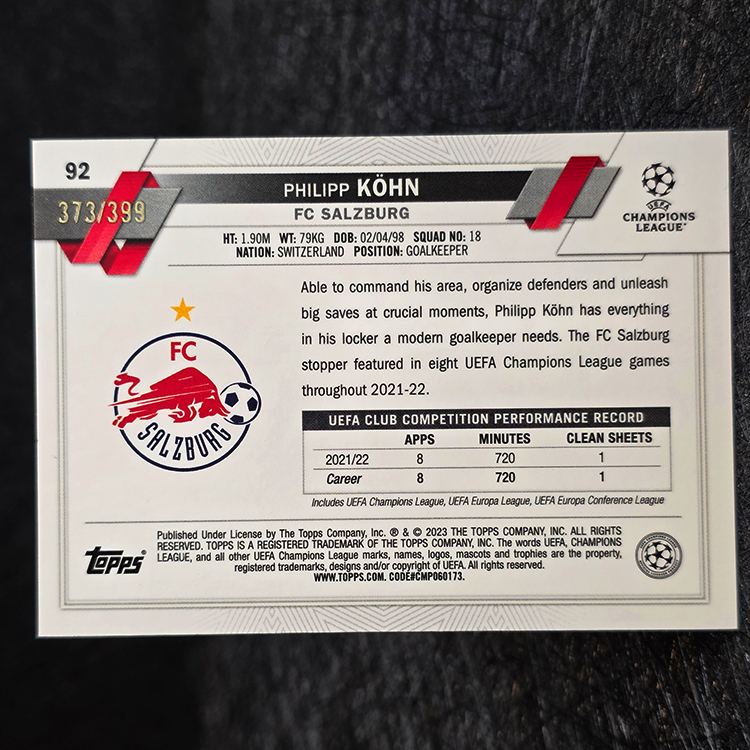 92
373/399
PHILIPP KÖHN
FC SALZBURG
UEFA
CHAMPIONS
LEAGUE®
HT: 1.90M WT: 79KG DOB: 02/04/98 SQUAD NO: 18
NATION: SWITZERLAND POSITION: GOALKEEPER
Able to command his area, organize defenders and unleash
big saves at crucial moments, Philipp Köhn has everything
in his locker a modern goalkeeper needs. The FC Salzburg
stopper featured in eight UEFA Champions League games
throughout 2021-22.
FC
SALZBURG
UEFA CLUB COMPETITION PERFORMANCE RECORD
APPS MINUTES CLEAN SHEETS
2021/22 8 720 1
Career 8 720 1
Includes UEFA Champions League, UEFA Europa League, UEFA Europa Conference League
Topps®
Published Under License by The Topps Company, Inc. ® & © 2023 THE TOPPS COMPANY, INC. ALL RIGHTS
RESERVED. TOPPS IS A REGISTERED TRADEMARK OF THE TOPPS COMPANY, INC. The words UEFA, CHAMPIONS
LEAGUE, and all other UEFA Champions League marks, names, logos, mascots and trophies are the property,
registered trademarks, designs and/or copyright of UEFA. All rights reserved.
WWW.TOPPS.COM. CODE#CMP060173.